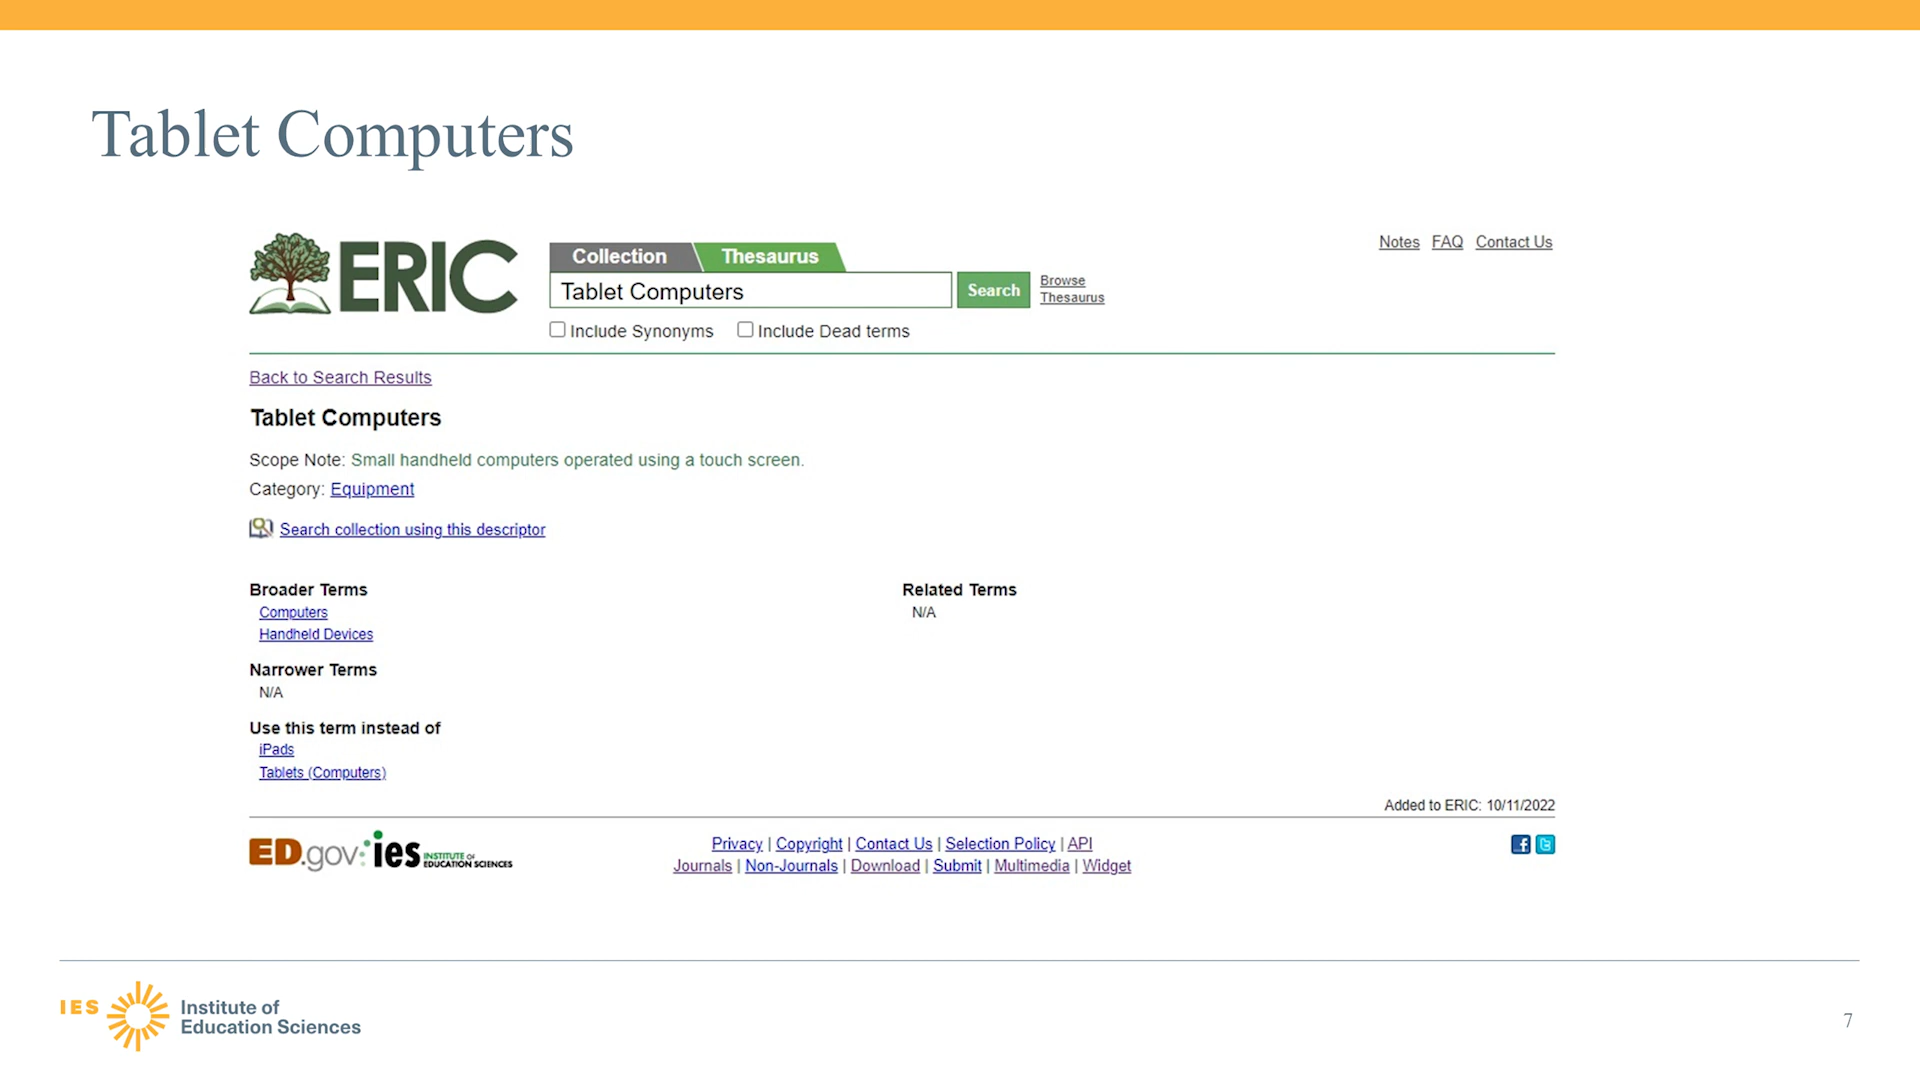 Tablet Computers
ERIC
Collection Thesaurus
Notes FAQ Contact Us
Tablet Computers Search Browse Thesaurus
Include Synonyms Include Dead terms
Back to Search Results
Tablet Computers
Scope Note: Small handheld computers operated using a touch screen.
Category: Equipment
Search collection using this descriptor
Broader Terms
Computers
Handheld Devices
Related Terms
N/A
Narrower Terms
N/A
Use this term instead of
iPads
Tablets (Computers)
Added to ERIC: 10/11/2022
ED.gov ies INSTITUTE OF EDUCATION SCIENCES
Privacy | Copyright | Contact Us | Selection Policy | API
Journals | Non-Journals | Download | Submit | Multimedia | Widget
IES Institute of
Education Sciences
7